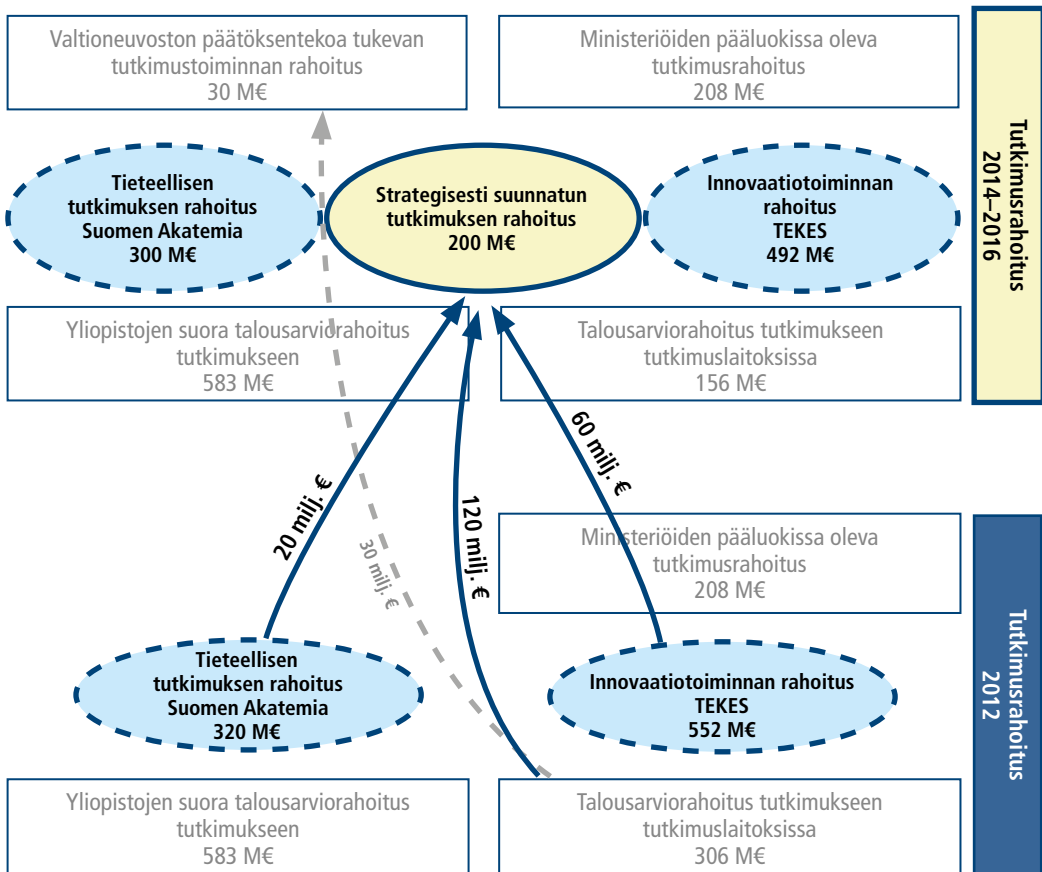 Valtioneuvoston päätöksentekoa tukevan
tutkimustoiminnan rahoitus
30 M€
Ministeriöiden pääluokissa oleva
tutkimusrahoitus
208 M€
Tieteellisen
tutkimuksen rahoitus
Suomen Akatemia
300 M€
Strategisesti suunnatun
tutkimuksen rahoitus
200 M€
Innovaatiotoiminnan
rahoitus
TEKES
492 M€
Tutkimusrahoitus
2014–2016
Yliopistojen suora talousarviorahoitus
tutkimukseen
583 M€
Talousarviorahoitus tutkimukseen
tutkimuslaitoksissa
156 M€
20 milj. €
30 milj. €
120 milj. €
60 milj. €
Ministeriöiden pääluokissa oleva
tutkimusrahoitus
208 M€
Tieteellisen
tutkimuksen rahoitus
Suomen Akatemia
320 M€
Innovaatiotoiminnan rahoitus
TEKES
552 M€
Tutkimusrahoitus
2012
Yliopistojen suora talousarviorahoitus
tutkimukseen
583 M€
Talousarviorahoitus tutkimukseen
tutkimuslaitoksissa
306 M€